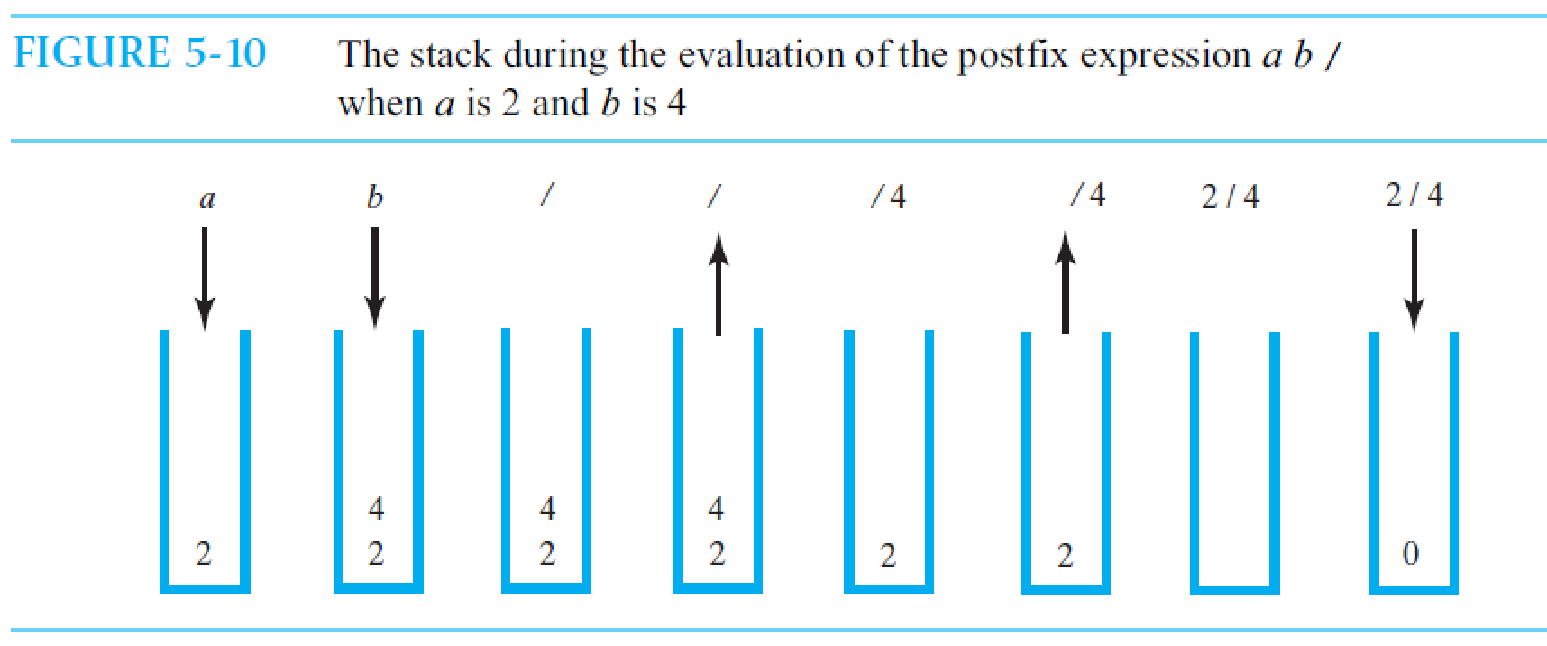 FIGURE 5-10 The stack during the evaluation of the postfix expression a b /
when a is 2 and b is 4
a b / / / 4 / 4 2 / 4 2 / 4
4 4 4
2 2 2 2 2 2 0